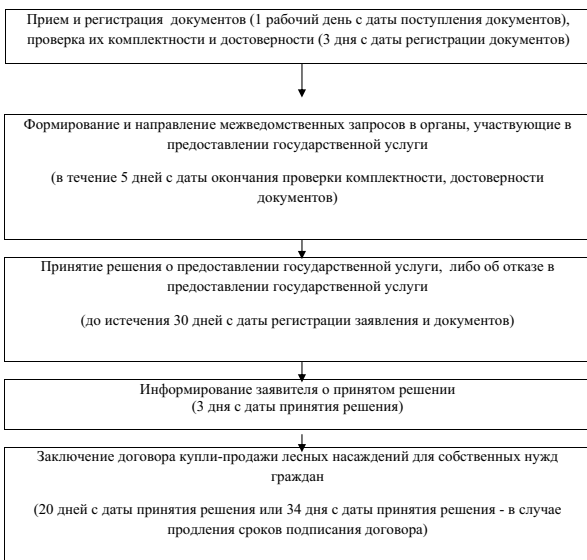 Прием и регистрация  документов (1 рабочий день с даты поступления документов),
проверка их комплектности и достоверности (3 дня с даты регистрации документов)
Формирование и направление межведомственных запросов в органы, участвующие в
предоставлении государственной услуги
(в течение 5 дней с даты окончания проверки комплектности, достоверности
документов)
Принятие решения о предоставлении государственной услуги,  либо об отказе в
предоставлении государственной услуги
(до истечения 30 дней с даты регистрации заявления и документов)
Информирование заявителя о принятом решении
(3 дня с даты принятия решения)
Заключение договора купли-продажи лесных насаждений для собственных нужд
граждан
(20 дней с даты принятия решения или 34 дня с даты принятия решения - в случае
продления сроков подписания договора)